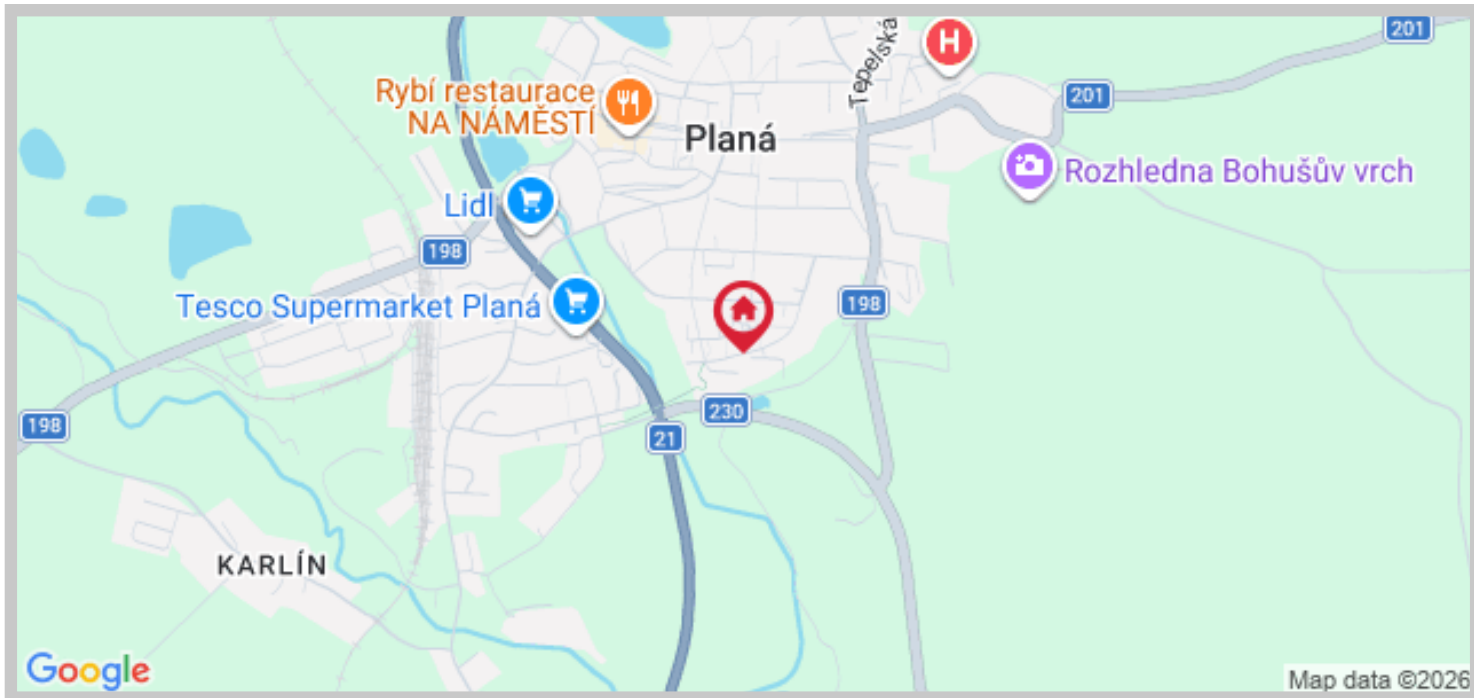 201
H
Tepelská
Rybí restaurace
NA NÁMĚSTÍ
201
Planá
Rozhledna Bohušův vrch
Lidl
198
Tesco Supermarket Planá
198
230
198
21
KARLÍN
Google
Map data ©2026